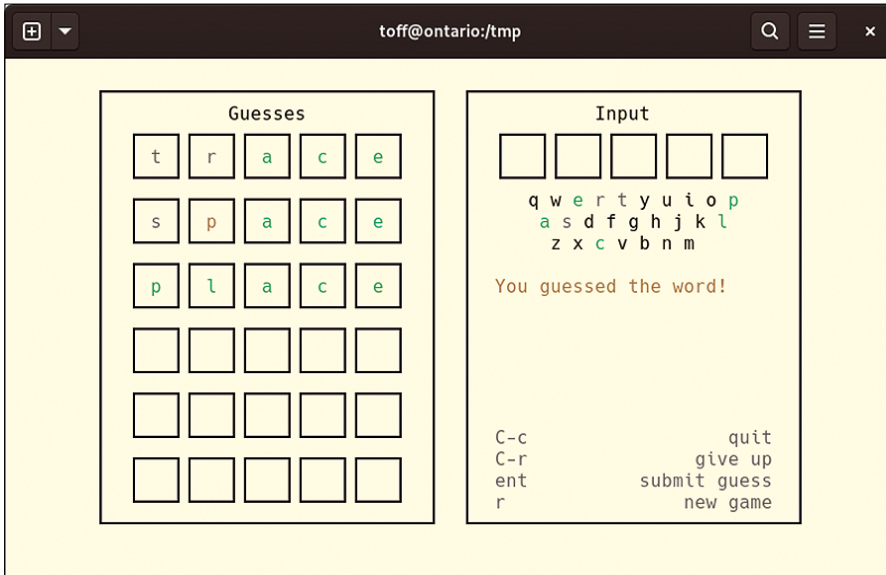 toff@ontario:/tmp
Guesses
t r a c e
s p a c e
p l a c e
Input
q w e r t y u i o p
a s d f g h j k l
z x c v b n m
You guessed the word!
C-c quit
C-r give up
ent submit guess
r new game